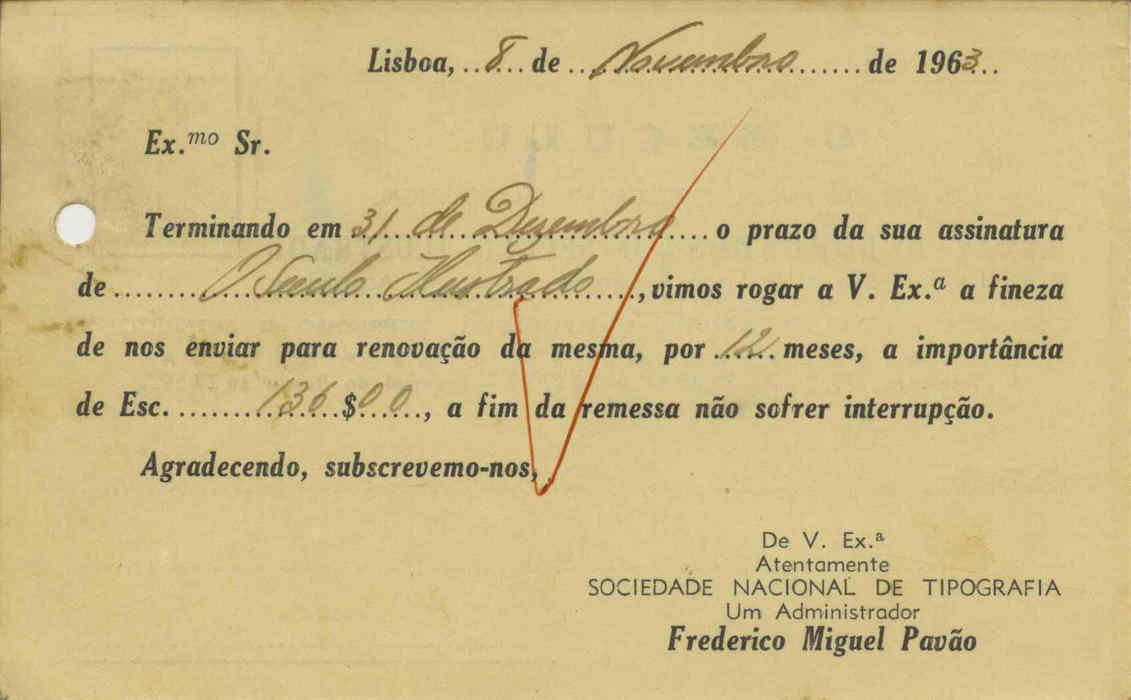 Lisboa, 8 de Novembro de 1963
Ex.mo Sr.
Terminando em 31 de Dezembro o prazo da sua assinatura
de O Século Ilustrado, vimos rogar a V. Ex.ª a fineza
de nos enviar para renovação da mesma, por 12 meses, a importância
de Esc. 136$00, a fim da remessa não sofrer interrupção.
Agradecendo, subscrevemo-nos,
De V. Ex.ª
Atentamente
SOCIEDADE NACIONAL DE TIPOGRAFIA
Um Administrador
Frederico Miguel Pavão